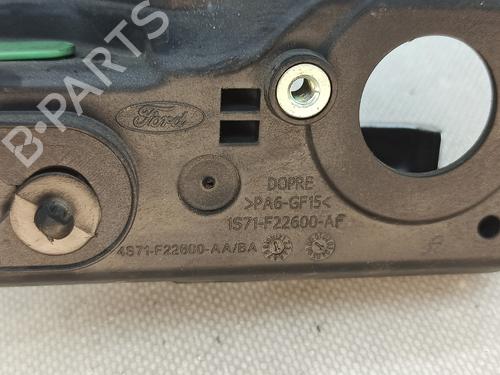 B-PARTS
Ford
DOPRE
>PA6-GF15<
1S71-F22600-AF
4S71-F22600-AA/BA